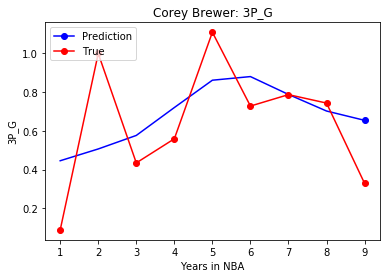 Corey Brewer: 3P_G
Prediction
True
1.0
0.8
0.6
0.4
0.2
3P_G
1 2 3 4 5 6 7 8 9
Years in NBA